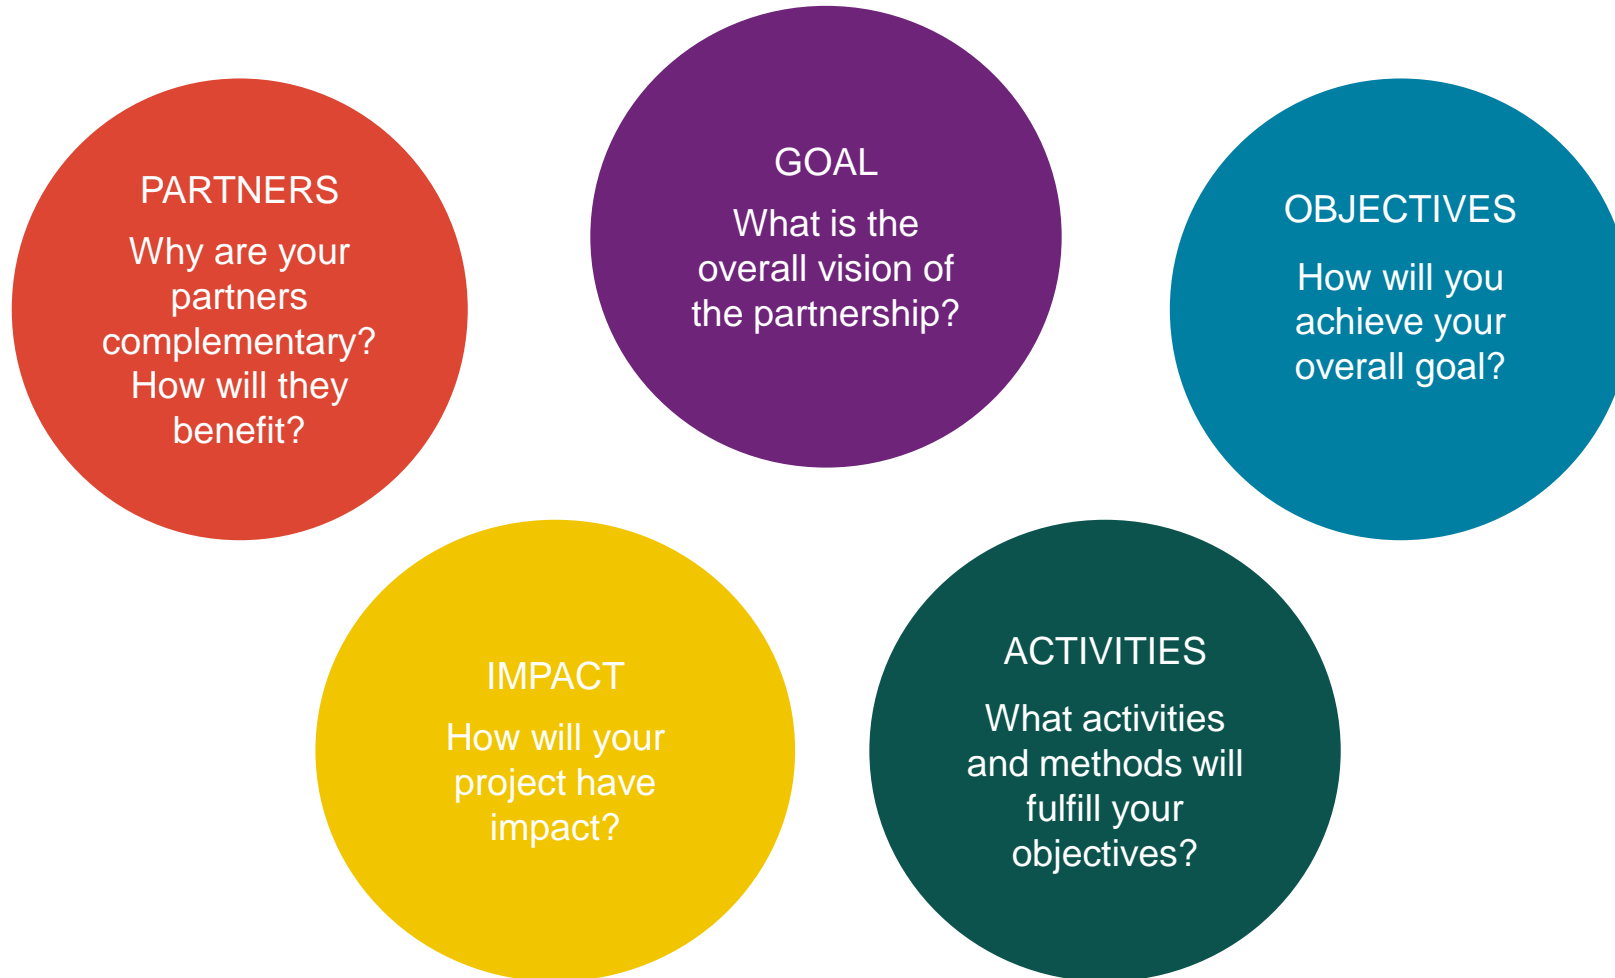 PARTNERS
Why are your
partners
complementary?
How will they
benefit?
GOAL
What is the
overall vision of
the partnership?
OBJECTIVES
How will you
achieve your
overall goal?
IMPACT
How will your
project have
impact?
ACTIVITIES
What activities
and methods will
fulfill your
objectives?